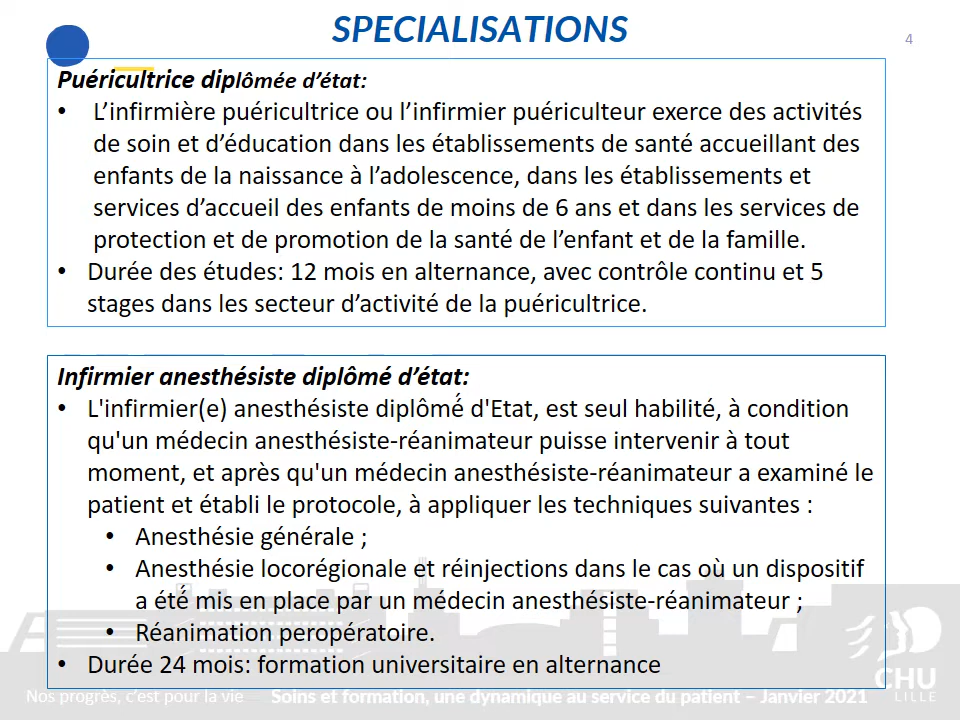 SPECIALISATIONS
4
Puéricultrice diplômée d’état:
• L’infirmière puéricultrice ou l’infirmier puériculteur exerce des activités
de soin et d’éducation dans les établissements de santé accueillant des
enfants de la naissance à l’adolescence, dans les établissements et
services d’accueil des enfants de moins de 6 ans et dans les services de
protection et de promotion de la santé de l’enfant et de la famille.
• Durée des études: 12 mois en alternance, avec contrôle continu et 5
stages dans les secteur d’activité de la puéricultrice.
Infirmier anesthésiste diplômé d’état:
• L'infirmier(e) anesthésiste diplômé́ d'Etat, est seul habilité, à condition
qu'un médecin anesthésiste-réanimateur puisse intervenir à tout
moment, et après qu'un médecin anesthésiste-réanimateur a examiné le
patient et établi le protocole, à appliquer les techniques suivantes :
• Anesthésie générale ;
• Anesthésie locorégionale et réinjections dans le cas où un dispositif
a été mis en place par un médecin anesthésiste-réanimateur ;
• Réanimation peropératoire.
• Durée 24 mois: formation universitaire en alternance
Nos progrès, c’est pour la vie
Soins et formation, une dynamique au service du patient – Janvier 2021
CHU
LILLE